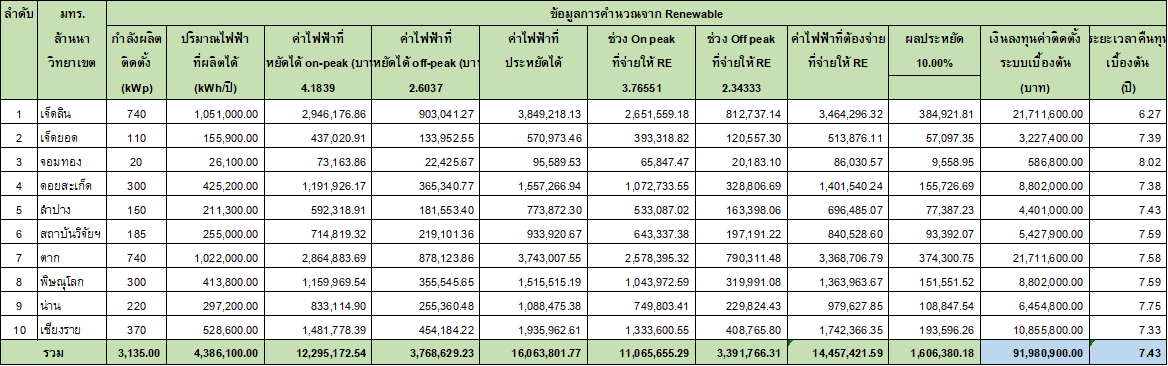 ลำดับ มทร. ล้านนา วิทยาเขต ข้อมูลการคำนวณจาก Renewable
กำลังผลิตติดตั้ง (kWp) ปริมาณไฟฟ้าที่ผลิตได้ (kWh/ปี) ค่าไฟฟ้าที่ หยัดได้ on-peak (บา 4.1839 ค่าไฟฟ้าที่ หยัดได้ off-peak (บา 2.6037 ค่าไฟฟ้าที่ประหยัดได้ ช่วง On peak ที่จ่ายให้ RE 3.76551 ช่วง Off peak ที่จ่ายให้ RE 2.34333 ค่าไฟฟ้าที่ต้องจ่ายที่จ่ายให้ RE ผลประหยัด 10.00% เงินลงทุนค่าติดตั้งระบบเบื้องต้น (บาท) ระยะเวลาคืนทุนเบื้องต้น (ปี)
1 เจ็ดลิน 740 1,051,000.00 2,946,176.86 903,041.27 3,849,218.13 2,651,559.18 812,737.14 3,464,296.32 384,921.81 21,711,600.00 6.27
2 เจ็ดยอด 110 155,900.00 437,020.91 133,952.55 570,973.46 393,318.82 120,557.30 513,876.11 57,097.35 3,227,400.00 7.39
3 จอมทอง 20 26,100.00 73,163.86 22,425.67 95,589.53 65,847.47 20,183.10 86,030.57 9,558.95 586,800.00 8.02
4 ดอยสะเก็ด 300 425,200.00 1,191,926.17 365,340.77 1,557,266.94 1,072,733.55 328,806.69 1,401,540.24 155,726.69 8,802,000.00 7.38
5 ลำปาง 150 211,300.00 592,318.91 181,553.40 773,872.30 533,087.02 163,398.06 696,485.07 77,387.23 4,401,000.00 7.43
6 สถาบันวิจัยฯ 185 255,000.00 714,819.32 219,101.36 933,920.67 643,337.38 197,191.22 840,528.60 93,392.07 5,427,900.00 7.59
7 ตาก 740 1,022,000.00 2,864,883.69 878,123.86 3,743,007.55 2,578,395.32 790,311.48 3,368,706.79 374,300.75 21,711,600.00 7.58
8 พิษณุโลก 300 413,800.00 1,159,969.54 355,545.65 1,515,515.19 1,043,972.59 319,991.08 1,363,963.67 151,551.52 8,802,000.00 7.59
9 น่าน 220 297,200.00 833,114.90 255,360.48 1,088,475.38 749,803.41 229,824.43 979,627.85 108,847.54 6,454,800.00 7.75
10 เชียงราย 370 528,600.00 1,481,778.39 454,184.22 1,935,962.61 1,333,600.55 408,765.80 1,742,366.35 193,596.26 10,855,800.00 7.33
รวม 3,135.00 4,386,100.00 12,295,172.54 3,768,629.23 16,063,801.77 11,065,655.29 3,391,766.31 14,457,421.59 1,606,380.18 91,980,900.00 7.43